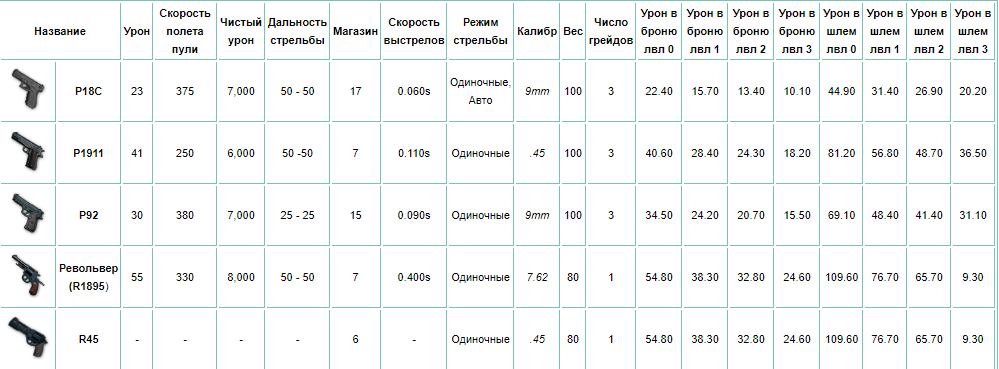 Название Урон Скорость полета пули Чистый урон Дальность стрельбы Магазин Скорость выстрелов Режим стрельбы Калибр Вес Число грейдов Урон в броню лвл 0 Урон в броню лвл 1 Урон в броню лвл 2 Урон в броню лвл 3 Урон в шлем лвл 0 Урон в шлем лвл 1 Урон в шлем лвл 2 Урон в шлем лвл 3
P18C 23 375 7,000 50 - 50 17 0.060s Одиночные, Авто 9mm 100 3 22.40 15.70 13.40 10.10 44.90 31.40 26.90 20.20
P1911 41 250 6,000 50 -50 7 0.110s Одиночные .45 100 3 40.60 28.40 24.30 18.20 81.20 56.80 48.70 36.50
P92 30 380 7,000 25 - 25 15 0.090s Одиночные 9mm 100 3 34.50 24.20 20.70 15.50 69.10 48.40 41.40 31.10
Револьвер (R1895) 55 330 8,000 50 - 50 7 0.400s Одиночные 7.62 80 1 54.80 38.30 32.80 24.60 109.60 76.70 65.70 9.30
R45 - - - - 6 - Одиночные .45 80 1 54.80 38.30 32.80 24.60 109.60 76.70 65.70 9.30